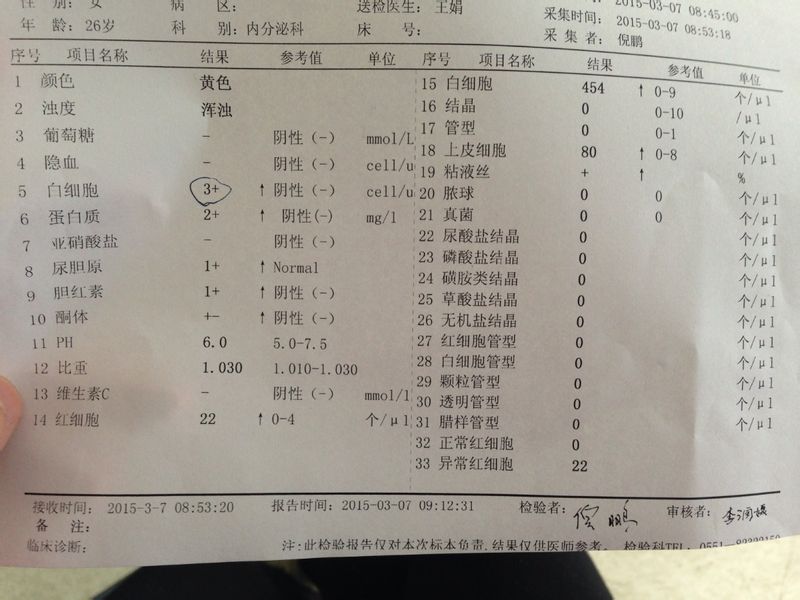 性 别: 女 病 区: 送检医生: 王娟 2015-03-07 08:45:00
年 龄: 26岁 科 别: 内分泌科 床 号: 采集时间: 2015-03-07 08:53:18
采 集 者: 倪鹏
序号 项目名称 结果 参考值 单位 序号 项目名称 结果 参考值 单位
1 颜色 黄色
2 浊度 浑浊
3 葡萄糖 - 阴性(-) mmol/L
4 隐血 - 阴性(-) cell/u
5 白细胞 3+ ↑ 阴性(-) cell/u
6 蛋白质 2+ ↑ 阴性(-) mg/l
7 亚硝酸盐 - 阴性(-)
8 尿胆原 1+ ↑ Normal
9 胆红素 1+ ↑ 阴性(-)
10 酮体 +- ↑ 阴性(-)
11 PH 6.0 5.0-7.5
12 比重 1.030 1.010-1.030
13 维生素C - 阴性(-) mmol/l
14 红细胞 22 ↑ 0-4 个/μl
15 白细胞 454 ↑ 0-9 个/μl
16 结晶 0 0-10 /μl
17 管型 0 0-1 个/μl
18 上皮细胞 80 ↑ 0-8 个/μl
19 粘液丝 + ↑ %
20 脓球 0 0 个/μl
21 真菌 0 0 个/μl
22 尿酸盐结晶 0 个/μl
23 磷酸盐结晶 0 个/μl
24 磺胺类结晶 0 个/μl
25 草酸盐结晶 0 个/μl
26 无机盐结晶 0 个/μl
27 红细胞管型 0 个/μl
28 白细胞管型 0 个/μl
29 颗粒管型 0 个/μl
30 透明管型 0 个/μl
31 腊样管型 0 个/μl
32 正常红细胞 0
33 异常红细胞 22
接收时间: 2015-3-7 08:53:20 报告时间: 2015-03-07 09:12:31 检验者: 倪鹏 审核者:
备 注:
临床诊断: 注:此检验报告仅对本次标本负责,结果仅供医师参考。 检验科TEL: 0551-